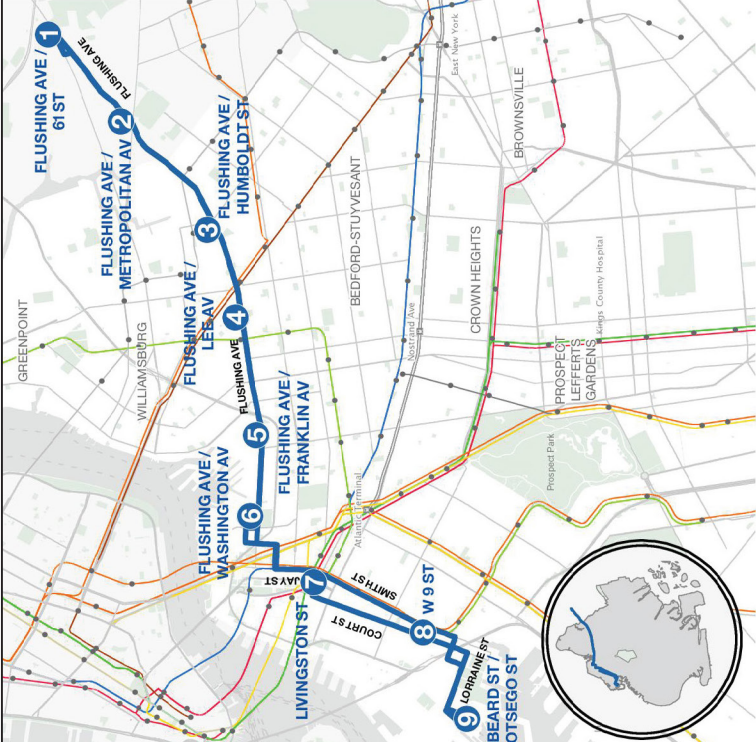 1
FLUSHING AVE /
61 ST
FLUSHING AVE
2
FLUSHING AVE /
METROPOLITAN AV
3
FLUSHING AVE /
HUMBOLDT ST
FLUSHING AVE /
LEE AV
4
FLUSHING AVE
5
FLUSHING AVE /
FRANKLIN AV
FLUSHING AVE /
WASHINGTON AV
6
JAY ST
7
LIVINGSTON ST
SMITH ST
COURT ST
8
W 9 ST
LORRAINE ST
9
BEARD ST /
OTSEGO ST
GREENPOINT
WILLIAMSBURG
BEDFORD-STUYVESANT
East New York
BROWNSVILLE
CROWN HEIGHTS
Nostrand Ave
Kings County Hospital
PROSPECT
LEFFERTS
GARDENS
Prospect Park
Atlantic Terminal